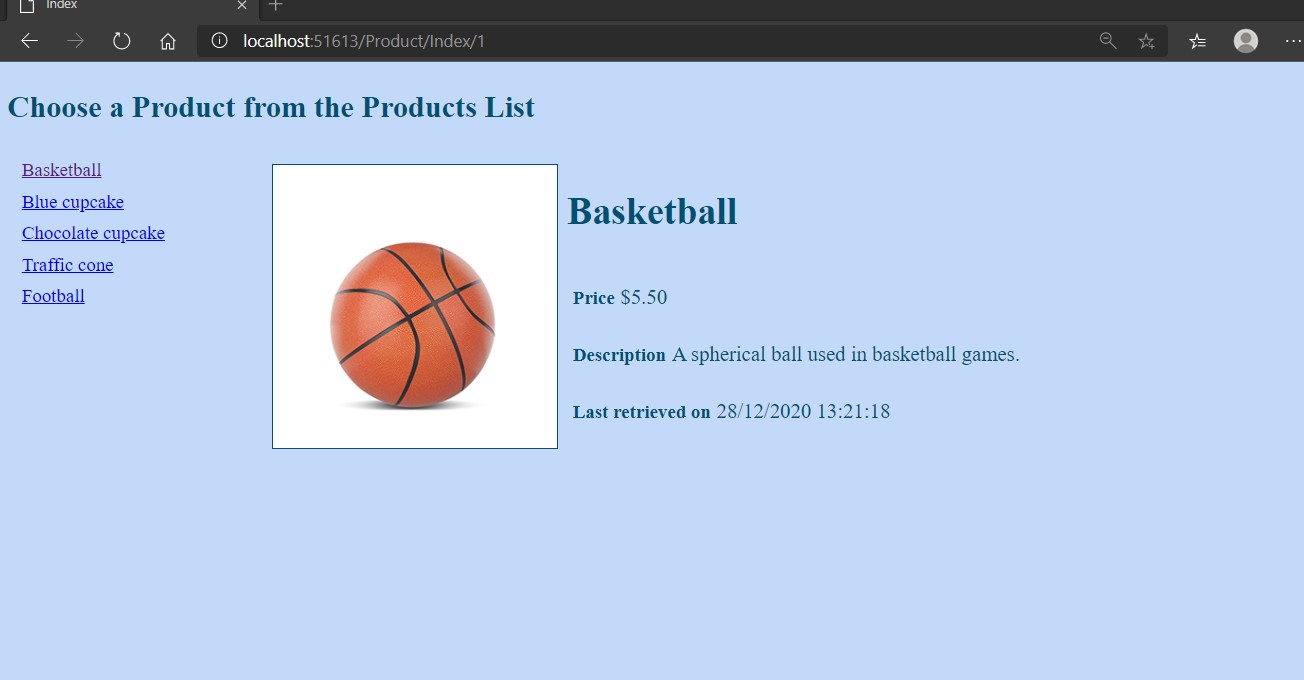 Index
localhost:51613/Product/Index/1
Choose a Product from the Products List
Basketball
Blue cupcake
Chocolate cupcake
Traffic cone
Football
Basketball
Price $5.50
Description A spherical ball used in basketball games.
Last retrieved on 28/12/2020 13:21:18